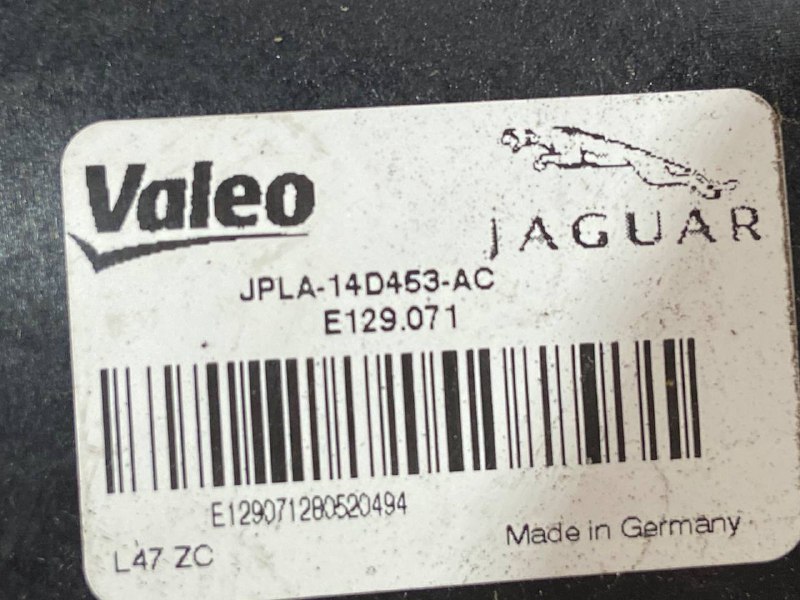 Valeo
JAGUAR
JPLA-14D453-AC
E129.071
E129071280520494
L47 ZC
Made in Germany